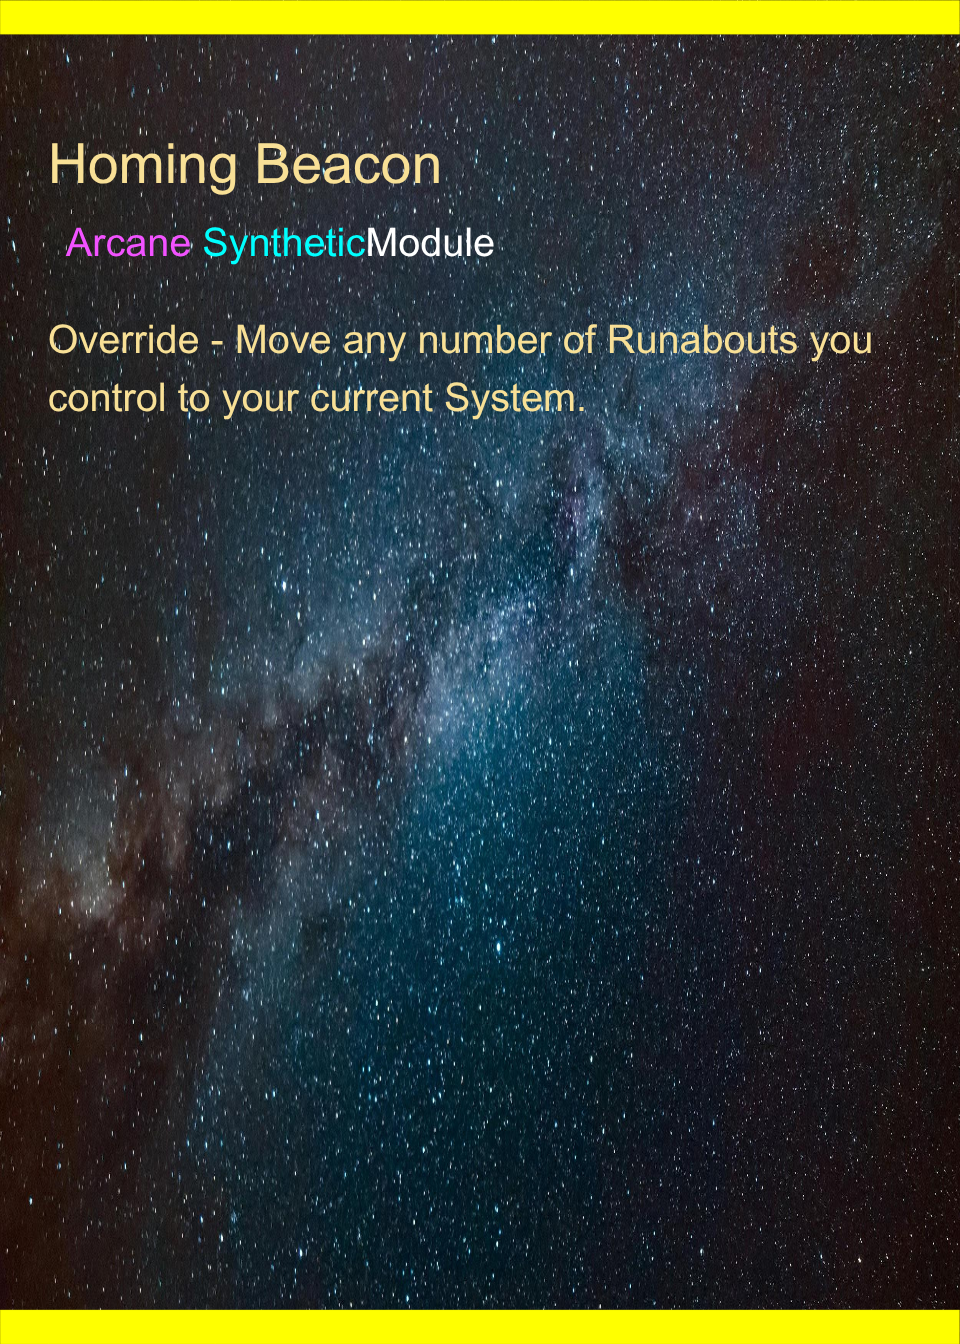 Homing Beacon
Arcane SyntheticModule
Override - Move any number of Runabouts you
control to your current System.